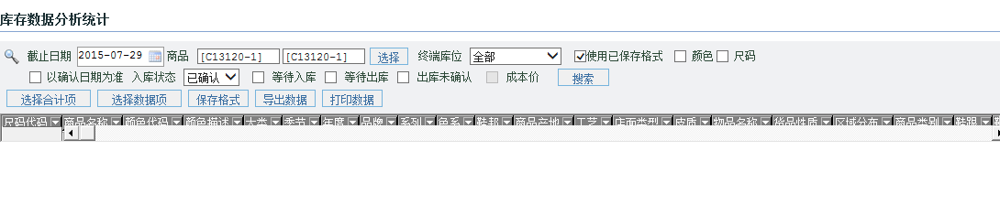 库存数据分析统计
截止日期 2015-07-29 商品 [C13120-1] [C13120-1] 选择 终端库位 全部 使用已保存格式 颜色 尺码
以确认日期为准 入库状态 已确认 等待入库 等待出库 出库未确认 成本价 搜索
选择合计项 选择数据项 保存格式 导出数据 打印数据
尺码代码 商品名称 颜色代码 颜色描述 大类 季节 年度 品牌 系列 色系 鞋邦 商品产地 工艺 店面类型 皮质 物品名称 货品性质 区域分布 商品类别 鞋跟